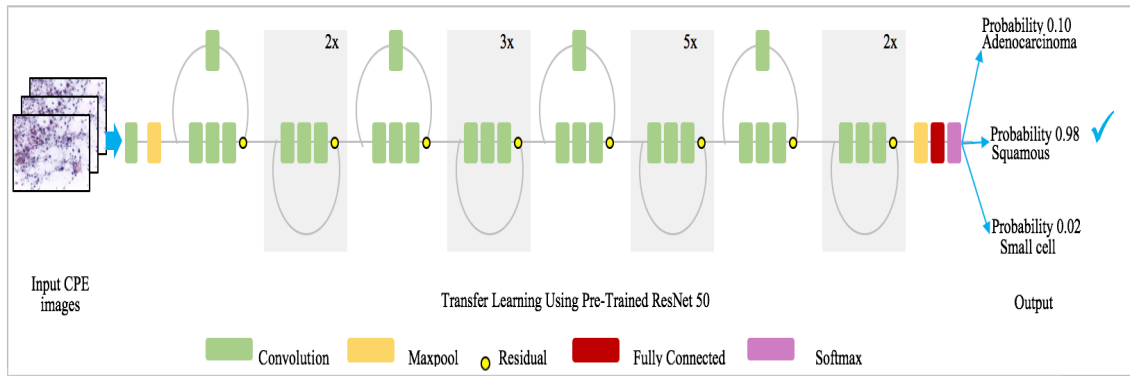 2x
3x
5x
2x
Probability 0.10
Adenocarcinoma
Probability 0.98
Squamous
Probability 0.02
Small cell
Input CPE
images
Transfer Learning Using Pre-Trained ResNet 50
Output
Convolution
Maxpool
Residual
Fully Connected
Softmax